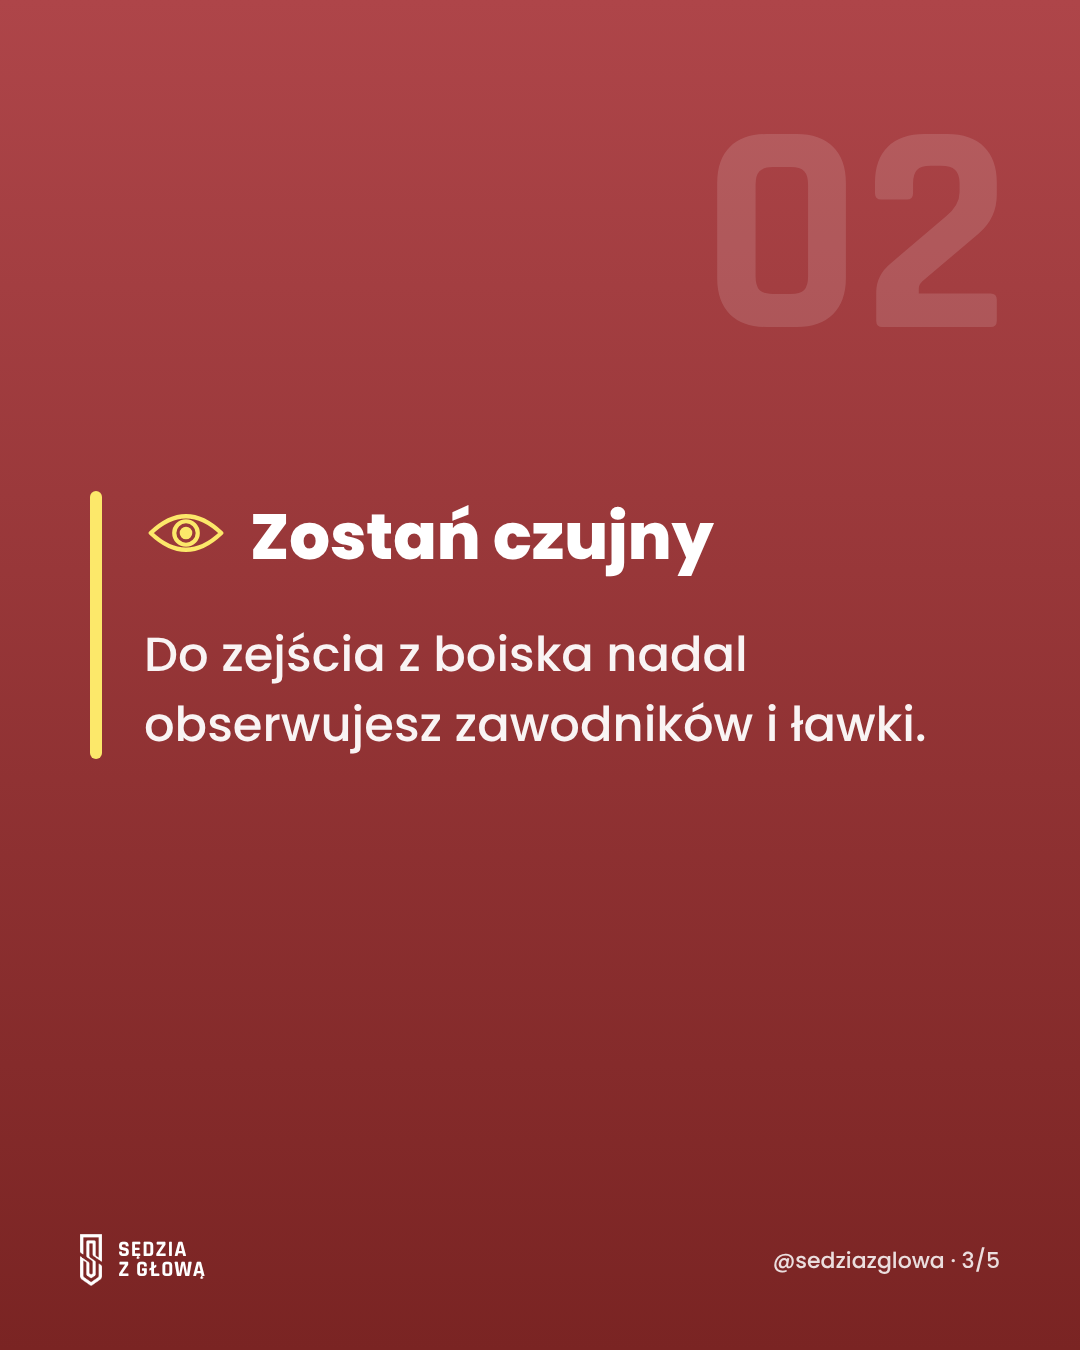 02
Zostań czujny
Do zejścia z boiska nadal
obserwujesz zawodników i ławki.
SĘDZIA
Z GŁOWĄ
@sedziazglowa · 3/5